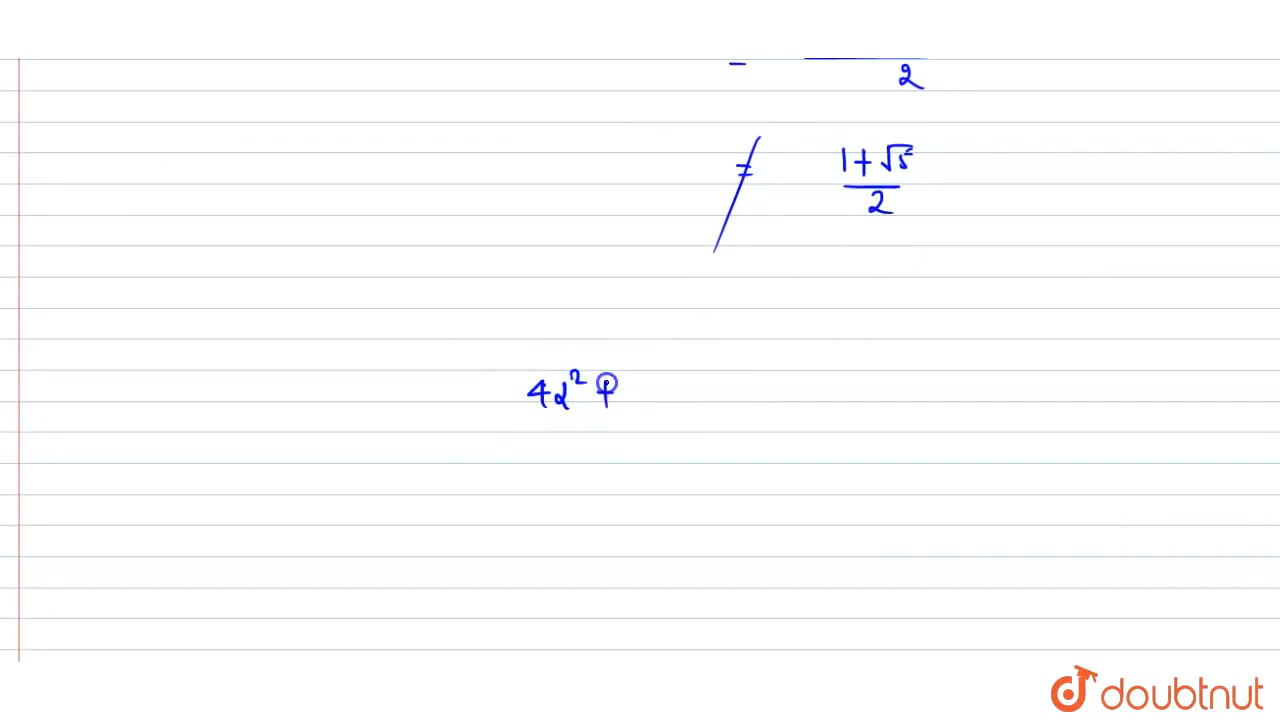 - 2
= 1+√5
2
4α² +
doubtnut